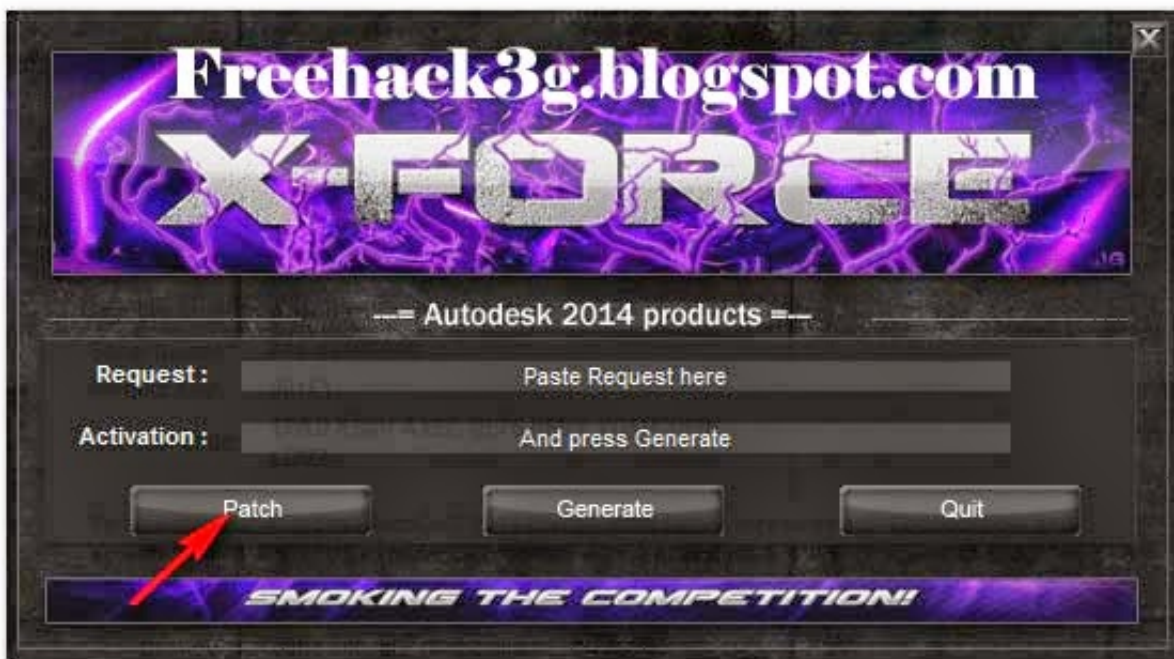 Freehack3g.blogspot.com
X-FORCE
---= Autodesk 2014 products =---
Request :
Paste Request here
Activation :
And press Generate
Patch
Generate
Quit
SMOKING THE COMPETITION!